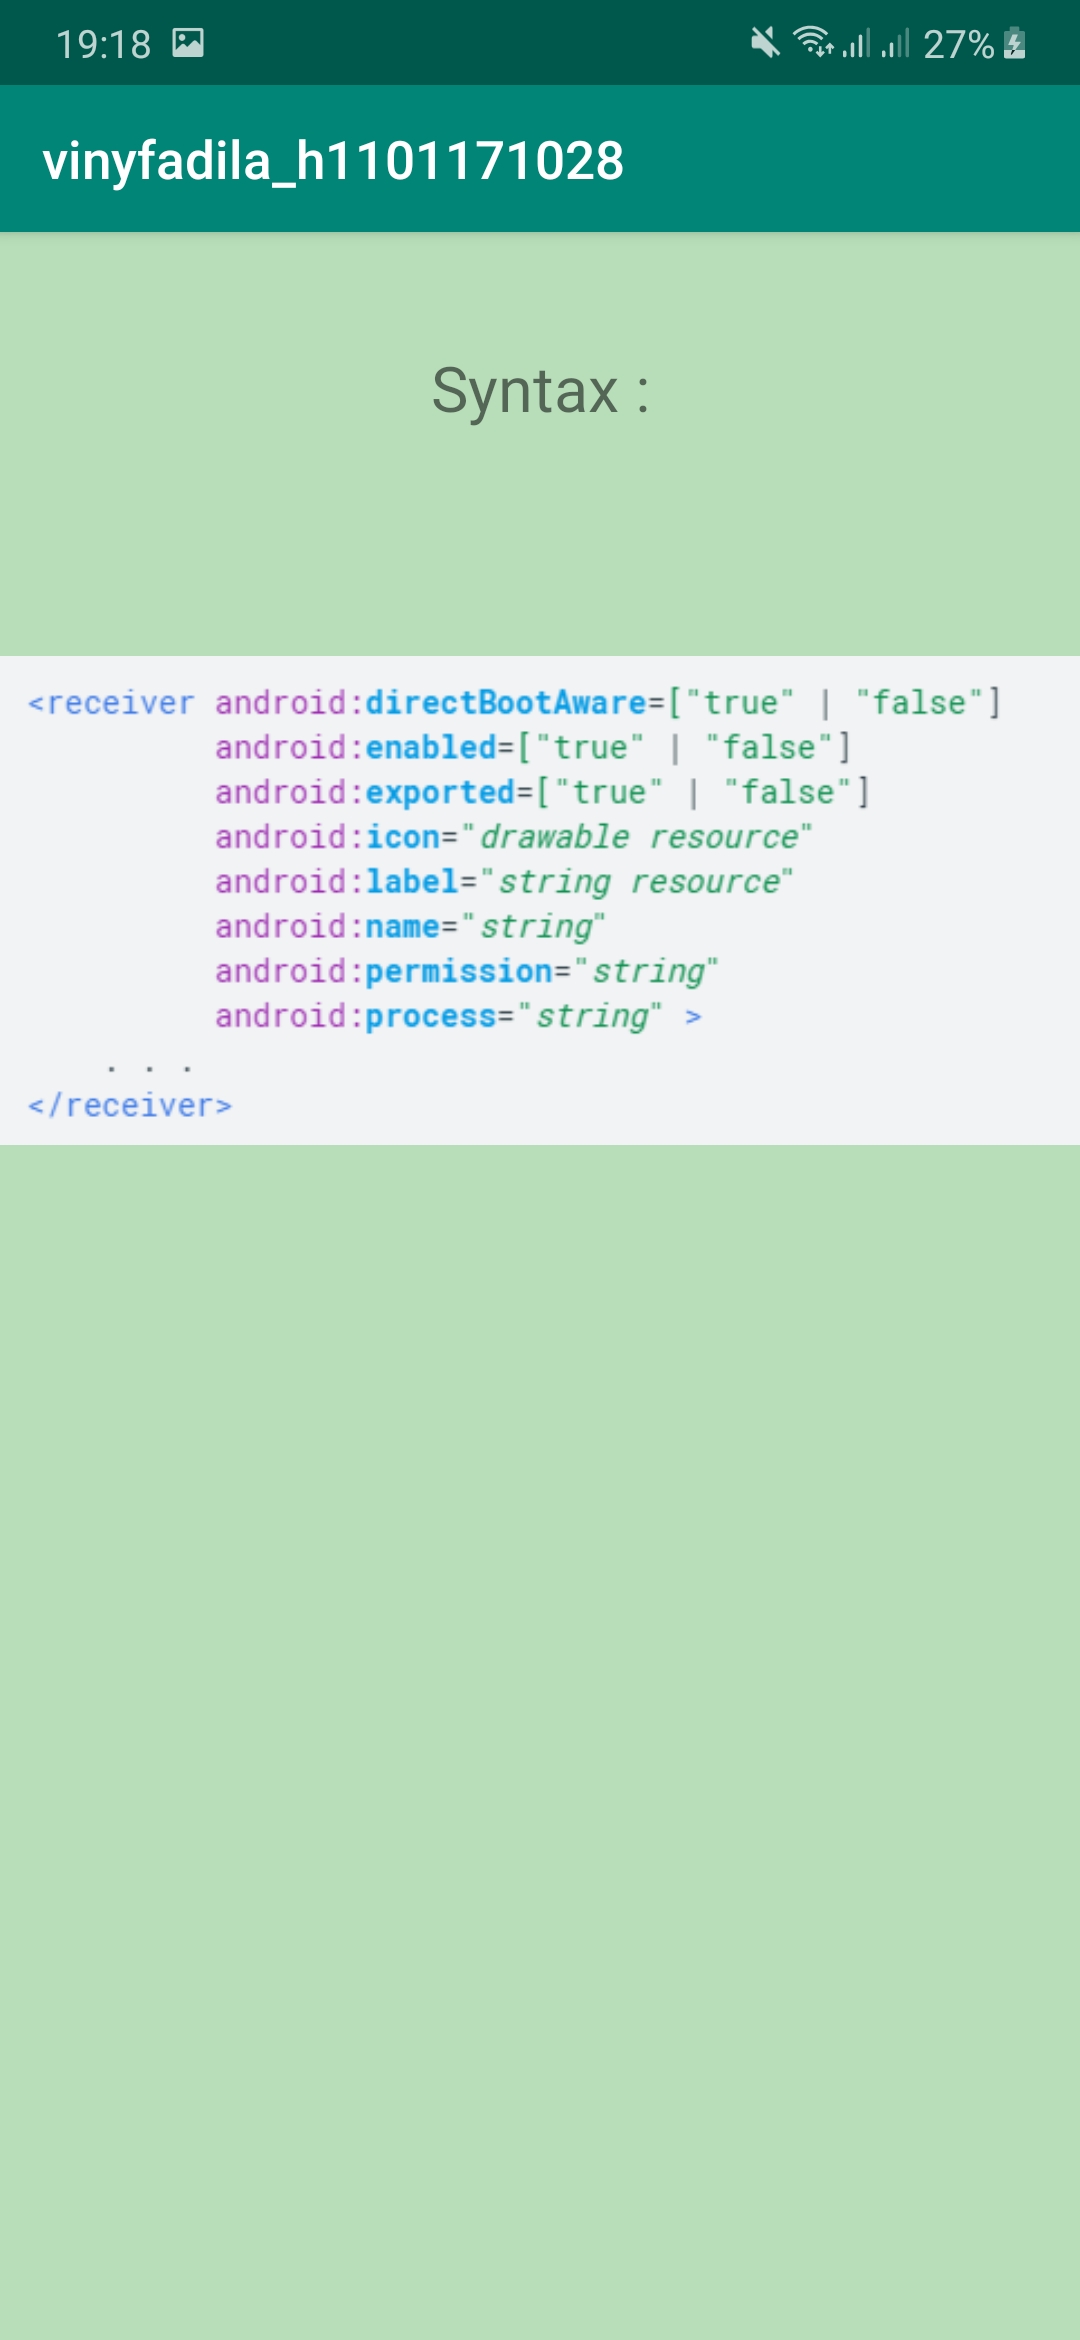 19:18 27%
vinyfadila_h1101171028
Syntax :
<receiver android:directBootAware=["true" | "false"]
android:enabled=["true" | "false"]
android:exported=["true" | "false"]
android:icon="drawable resource"
android:label="string resource"
android:name="string"
android:permission="string"
android:process="string" >
. . .
</receiver>